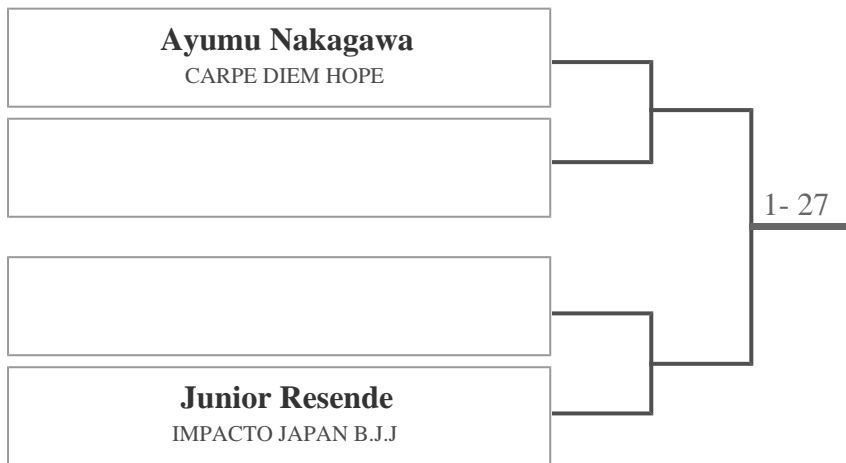 Ayumu Nakagawa
CARPE DIEM HOPE
1- 27
Junior Resende
IMPACTO JAPAN B.J.J